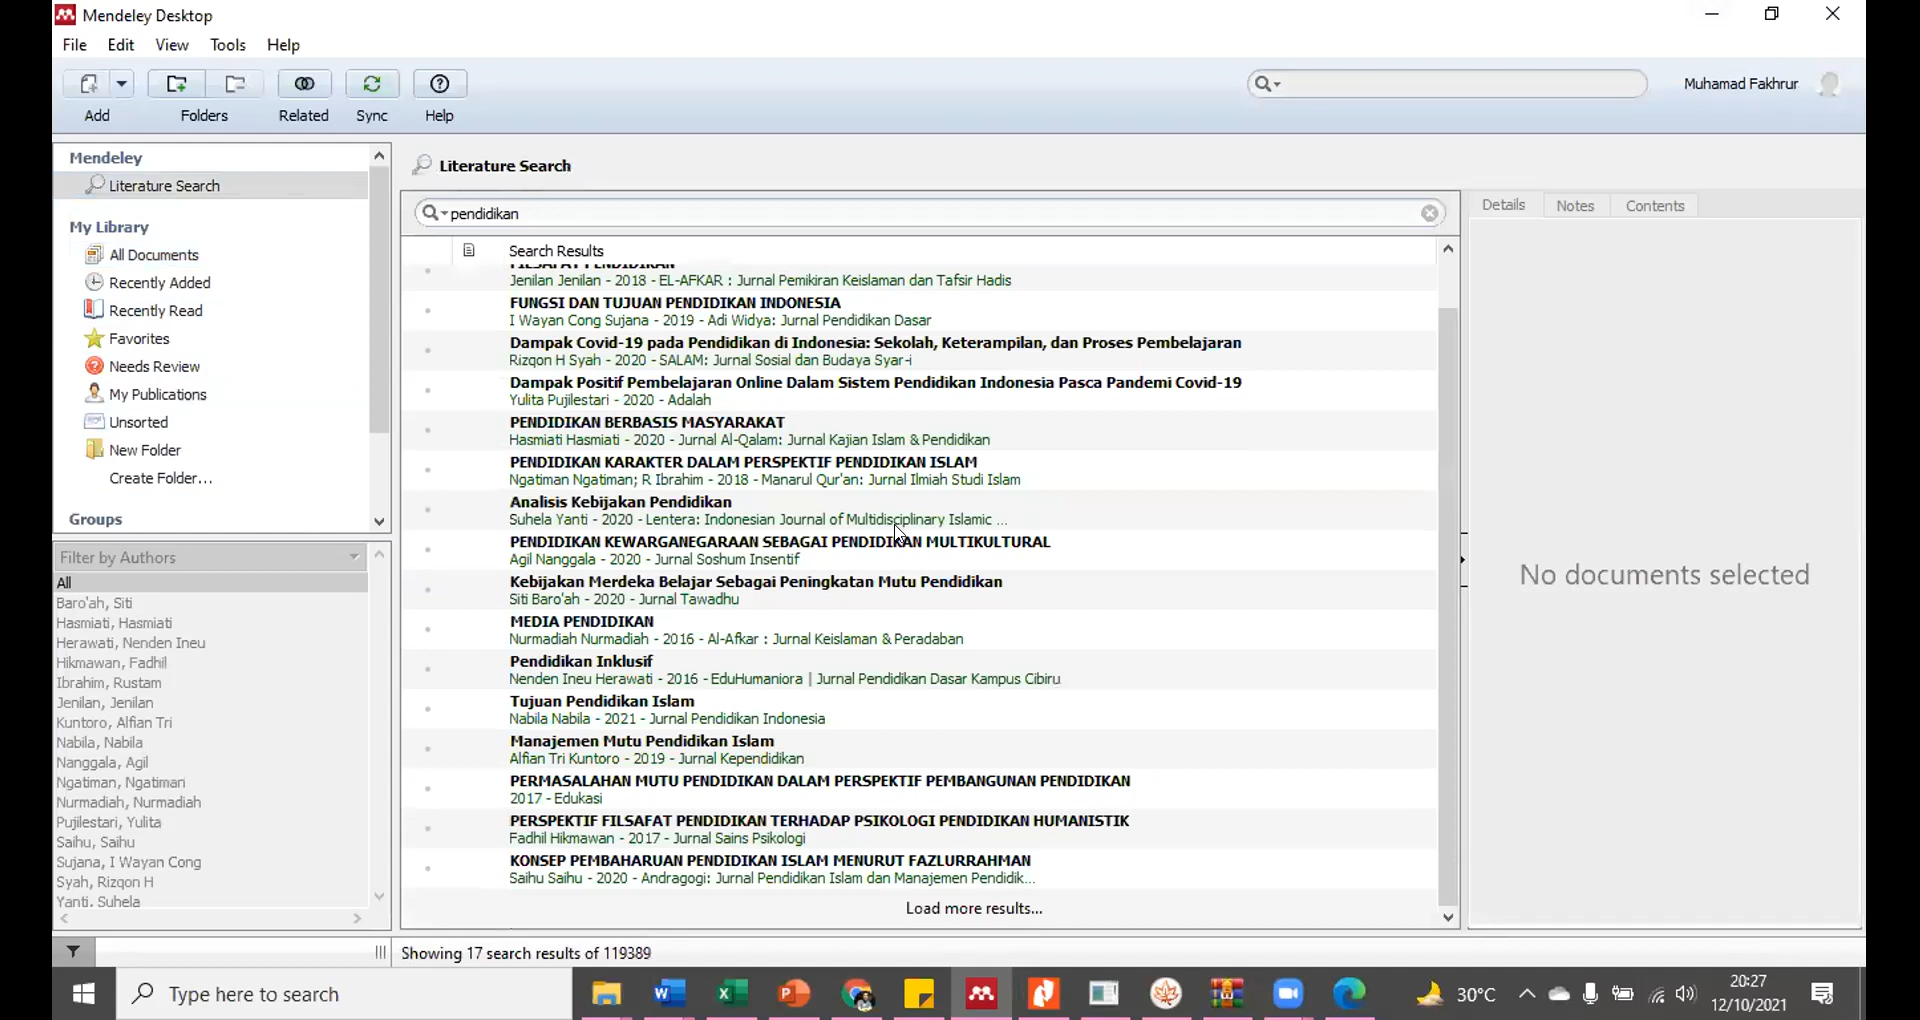 Mendeley Desktop
File Edit View Tools Help
Add Folders Related Sync Help
Muhamad Fakhrur
Mendeley
Literature Search
My Library
All Documents
Recently Added
Recently Read
Favorites
Needs Review
My Publications
Unsorted
New Folder
Create Folder...
Groups
Filter by Authors
All
Baro'ah, Siti
Hasmiati, Hasmiati
Herawati, Nenden Ineu
Hikmawan, Fadhil
Ibrahim, Rustam
Jenilan, Jenilan
Kuntoro, Alfian Tri
Nabila, Nabila
Nanggala, Agil
Ngatiman, Ngatiman
Nurmadiah, Nurmadiah
Pujilestari, Yulita
Saihu, Saihu
Sujana, I Wayan Cong
Syah, Rizqon H
Yanti, Suhela
Literature Search
pendidikan
Search Results
FILSAFAT PENDIDIKAN
Jenilan Jenilan - 2018 - EL-AFKAR : Jurnal Pemikiran Keislaman dan Tafsir Hadis
FUNGSI DAN TUJUAN PENDIDIKAN INDONESIA
I Wayan Cong Sujana - 2019 - Adi Widya: Jurnal Pendidikan Dasar
Dampak Covid-19 pada Pendidikan di Indonesia: Sekolah, Keterampilan, dan Proses Pembelajaran
Rizqon H Syah - 2020 - SALAM: Jurnal Sosial dan Budaya Syar-i
Dampak Positif Pembelajaran Online Dalam Sistem Pendidikan Indonesia Pasca Pandemi Covid-19
Yulita Pujilestari - 2020 - Adalah
PENDIDIKAN BERBASIS MASYARAKAT
Hasmiati Hasmiati - 2020 - Jurnal Al-Qalam: Jurnal Kajian Islam & Pendidikan
PENDIDIKAN KARAKTER DALAM PERSPEKTIF PENDIDIKAN ISLAM
Ngatiman Ngatiman; R Ibrahim - 2018 - Manarul Qur'an: Jurnal Ilmiah Studi Islam
Analisis Kebijakan Pendidikan
Suhela Yanti - 2020 - Lentera: Indonesian Journal of Multidisciplinary Islamic ...
PENDIDIKAN KEWARGANEGARAAN SEBAGAI PENDIDIKAN MULTIKULTURAL
Agil Nanggala - 2020 - Jurnal Soshum Insentif
Kebijakan Merdeka Belajar Sebagai Peningkatan Mutu Pendidikan
Siti Baro'ah - 2020 - Jurnal Tawadhu
MEDIA PENDIDIKAN
Nurmadiah Nurmadiah - 2016 - Al-Afkar : Jurnal Keislaman & Peradaban
Pendidikan Inklusif
Nenden Ineu Herawati - 2016 - EduHumaniora | Jurnal Pendidikan Dasar Kampus Cibiru
Tujuan Pendidikan Islam
Nabila Nabila - 2021 - Jurnal Pendidikan Indonesia
Manajemen Mutu Pendidikan Islam
Alfian Tri Kuntoro - 2019 - Jurnal Kependidikan
PERMASALAHAN MUTU PENDIDIKAN DALAM PERSPEKTIF PEMBANGUNAN PENDIDIKAN
2017 - Edukasi
PERSPEKTIF FILSAFAT PENDIDIKAN TERHADAP PSIKOLOGI PENDIDIKAN HUMANISTIK
Fadhil Hikmawan - 2017 - Jurnal Sains Psikologi
KONSEP PEMBAHARUAN PENDIDIKAN ISLAM MENURUT FAZLURRAHMAN
Saihu Saihu - 2020 - Andragogi: Jurnal Pendidikan Islam dan Manajemen Pendidik...
Load more results...
Details Notes Contents
No documents selected
Showing 17 search results of 119389
Type here to search
30°C
20:27
12/10/2021